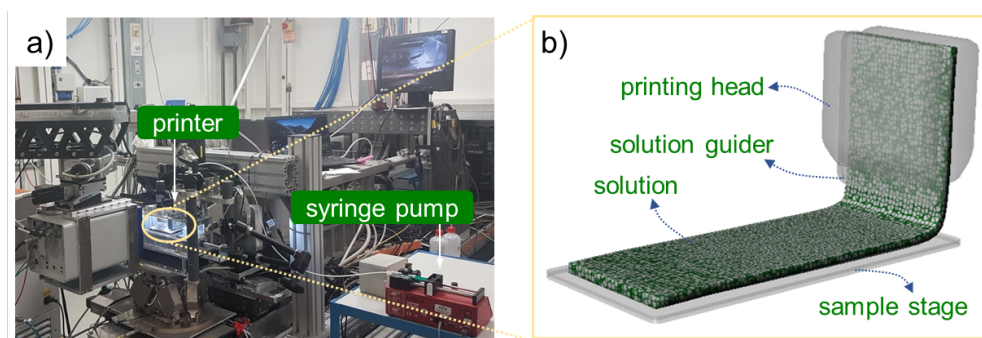 a)
printer
syringe pump
b)
printing head
solution guider
solution
sample stage